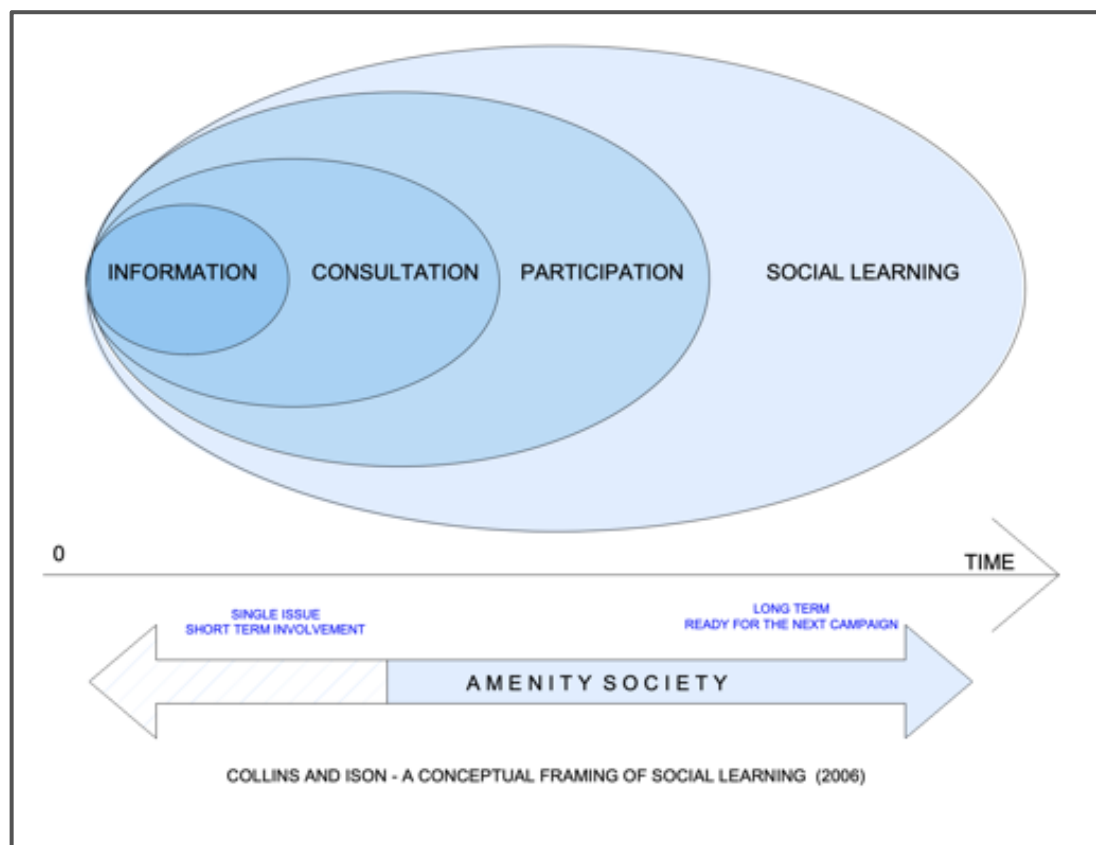 INFORMATION CONSULTATION PARTICIPATION SOCIAL LEARNING
0
TIME
SINGLE ISSUE
SHORT TERM INVOLVEMENT
LONG TERM
READY FOR THE NEXT CAMPAIGN
AMENITY SOCIETY
COLLINS AND ISON - A CONCEPTUAL FRAMING OF SOCIAL LEARNING (2006)